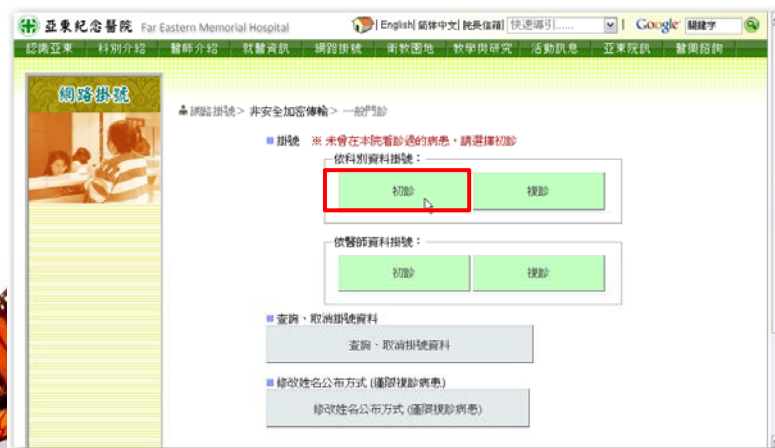 亞東紀念醫院 Far Eastern Memorial Hospital English| 簡体中文| 院長信箱| 快速導引...... | Google 關鍵字
認識亞東 科別介紹 醫師介紹 就醫資訊 網路掛號 衛教園地 教學與研究 活動訊息 亞東院訊 醫藥諮詢
網路掛號
網路掛號> 非安全加密傳輸> 一般門診
掛號 ※ 未曾在本院看診過的病患，請選擇初診
依科別資料掛號：
初診 複診
依醫師資料掛號：
初診 複診
查詢、取消掛號資料
查詢、取消掛號資料
修改姓名公布方式 (僅限複診病患)
修改姓名公布方式 (僅限複診病患)